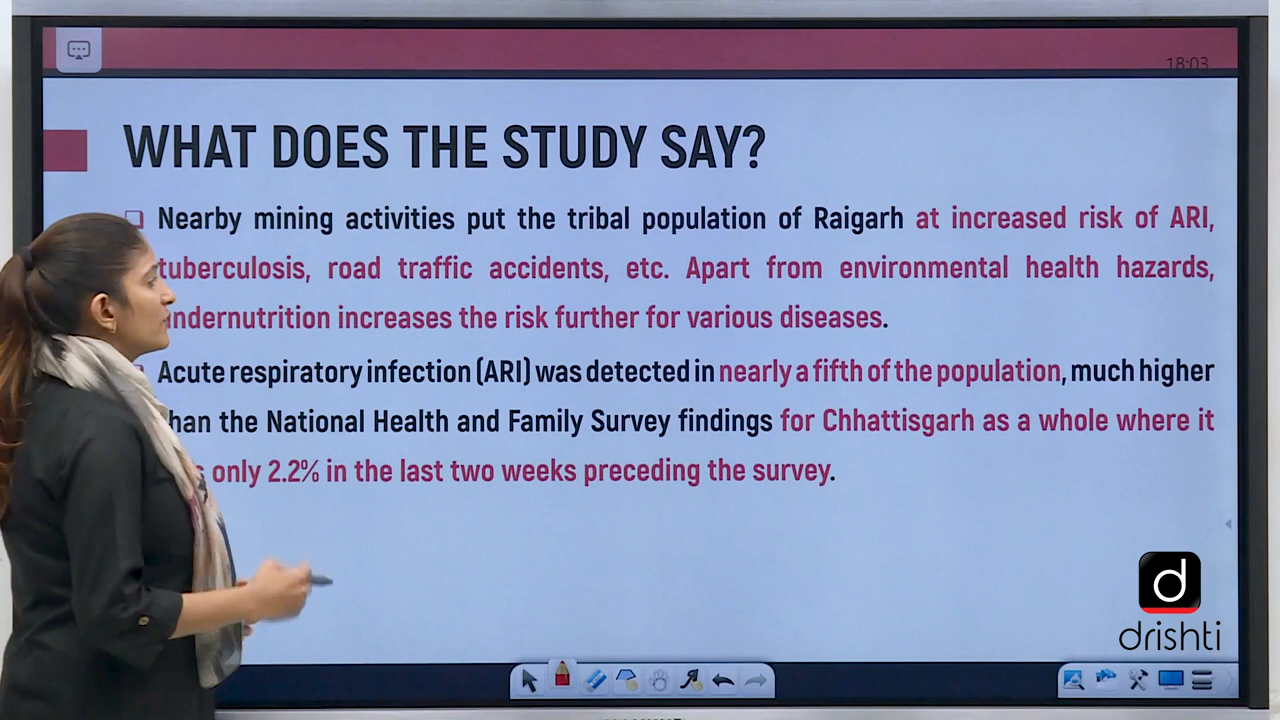 18:03
WHAT DOES THE STUDY SAY?
Nearby mining activities put the tribal population of Raigarh at increased risk of ARI,
tuberculosis, road traffic accidents, etc. Apart from environmental health hazards,
undernutrition increases the risk further for various diseases.
Acute respiratory infection (ARI) was detected in nearly a fifth of the population, much higher
than the National Health and Family Survey findings for Chhattisgarh as a whole where it
only 2.2% in the last two weeks preceding the survey.
d
drishti